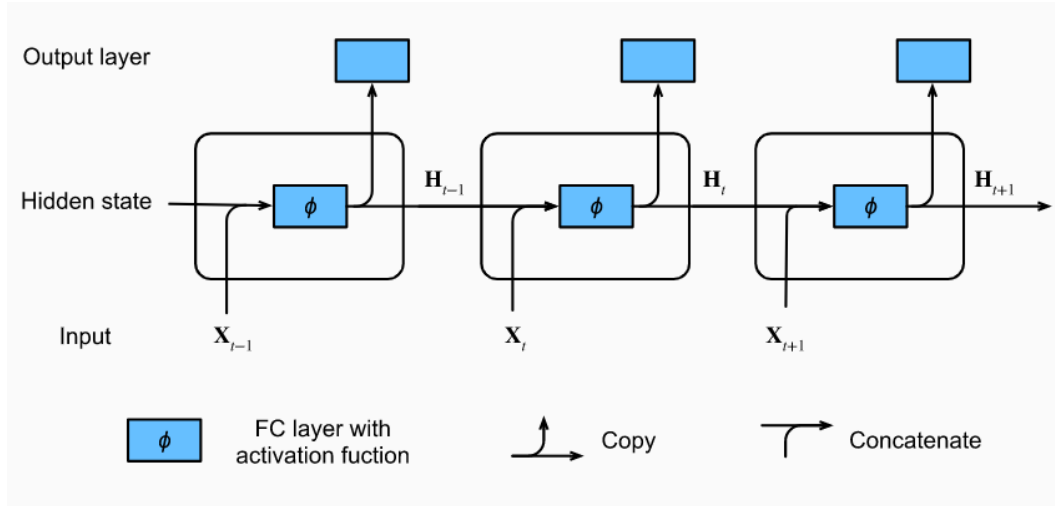 Output layer
Hidden state
ϕ
H_{t−1}
ϕ
H_t
ϕ
H_{t+1}
Input
X_{t−1}
X_t
X_{t+1}
ϕ
FC layer with
activation fuction
Copy
Concatenate